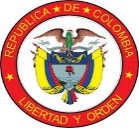 REPUBLICA DE COLOMBIA
LIBERTAD Y ORDEN